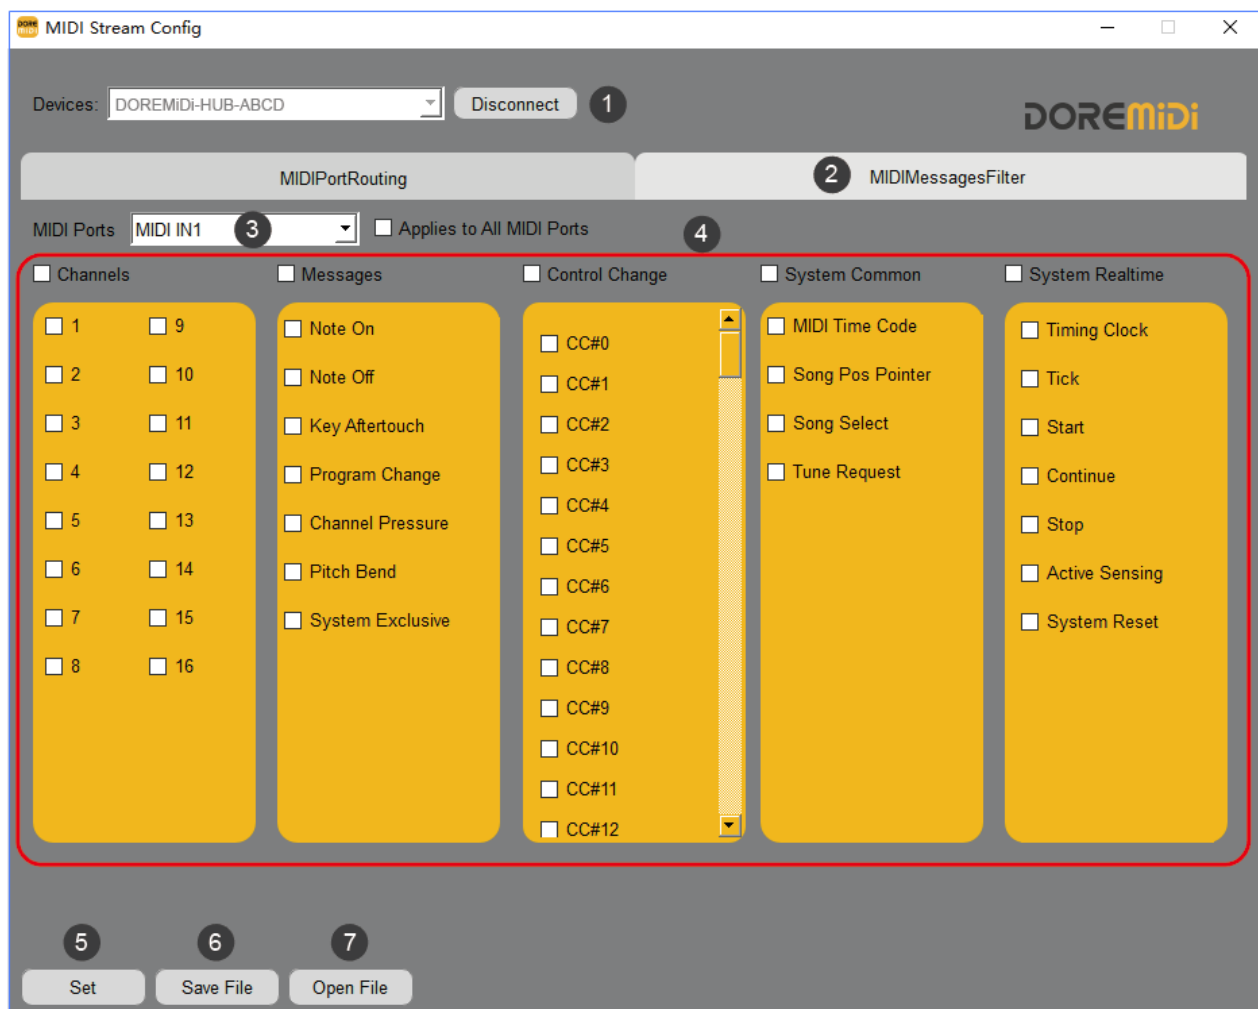 DORE MiDi MIDI Stream Config
Devices: DOREMiDi-HUB-ABCD Disconnect 1
DOREMiDi
MIDIPortRouting 2 MIDIMessagesFilter
MIDI Ports MIDI IN1 3 Applies to All MIDI Ports 4
Channels Messages Control Change System Common System Realtime
1
2
3
4
5
6
7
8
9
10
11
12
13
14
15
16
Note On
Note Off
Key Aftertouch
Program Change
Channel Pressure
Pitch Bend
System Exclusive
CC#0
CC#1
CC#2
CC#3
CC#4
CC#5
CC#6
CC#7
CC#8
CC#9
CC#10
CC#11
CC#12
MIDI Time Code
Song Pos Pointer
Song Select
Tune Request
Timing Clock
Tick
Start
Continue
Stop
Active Sensing
System Reset
5 6 7
Set Save File Open File